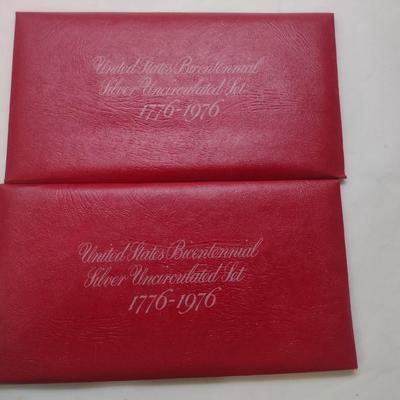 United States Bicentennial
Silver Uncirculated Set
1776-1976
United States Bicentennial
Silver Uncirculated Set
1776-1976